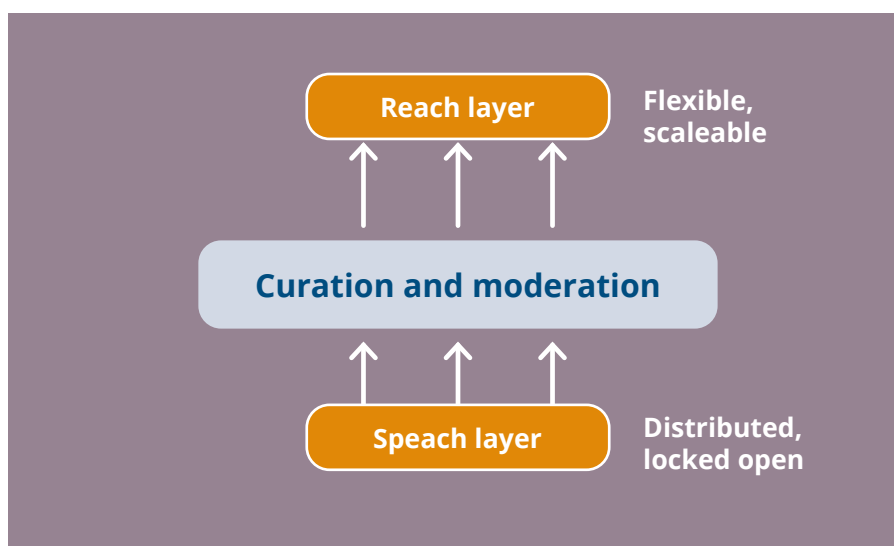 Reach layer
Flexible,
scaleable
Curation and moderation
Speach layer
Distributed,
locked open